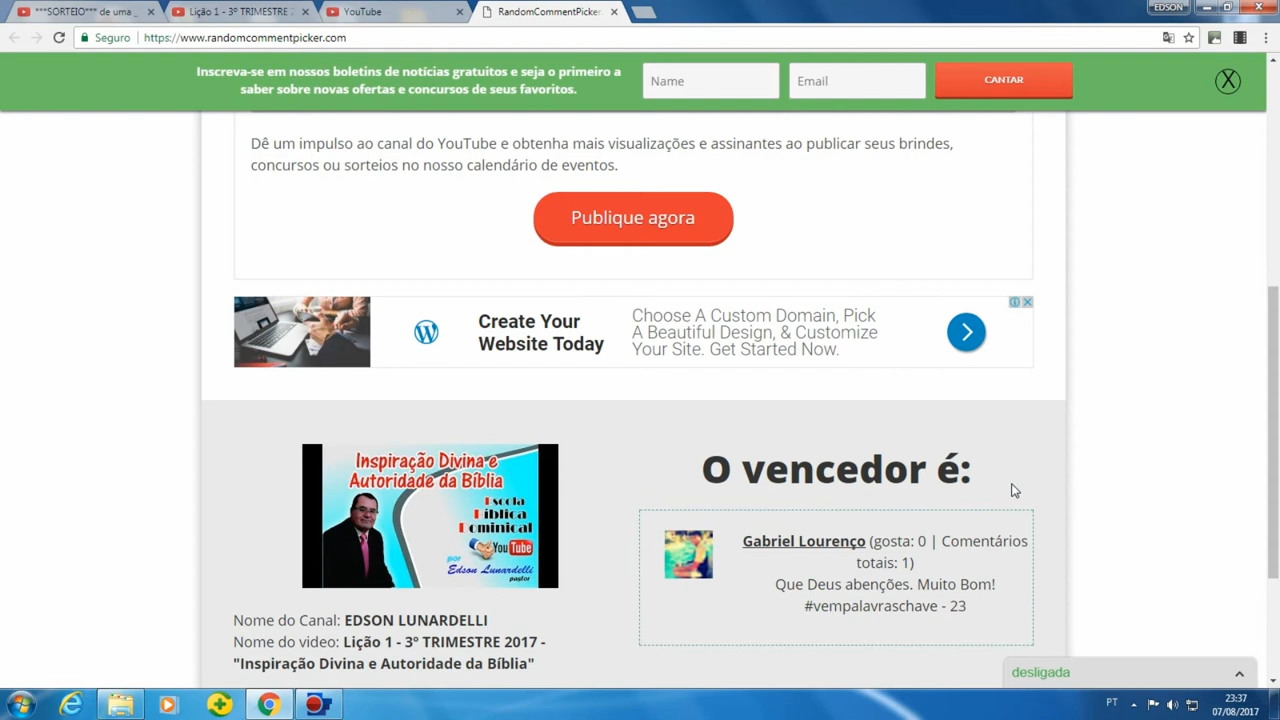 ***SORTEIO*** de uma
Lição 1 - 3º TRIMESTRE 2
YouTube
RandomCommentPicker.
EDSON
Seguro
https://www.randomcommentpicker.com
Inscreva-se em nossos boletins de notícias gratuitos e seja o primeiro a
saber sobre novas ofertas e concursos de seus favoritos.
Name
Email
CANTAR
X
Dê um impulso ao canal do YouTube e obtenha mais visualizações e assinantes ao publicar seus brindes,
concursos ou sorteios no nosso calendário de eventos.
Publique agora
Create Your
Website Today
Choose A Custom Domain, Pick
A Beautiful Design, & Customize
Your Site. Get Started Now.
Inspiração Divina e
Autoridade da Bíblia
Escola
Bíblica
Dominical
YouTube
por
Edson Lunardelli
pastor
Nome do Canal: EDSON LUNARDELLI
Nome do video: Lição 1 - 3º TRIMESTRE 2017 -
"Inspiração Divina e Autoridade da Bíblia"
O vencedor é:
Gabriel Lourenço (gosta: 0 | Comentários
totais: 1)
Que Deus abenções. Muito Bom!
#vempalavraschave - 23
desligada
PT
23:37
07/08/2017